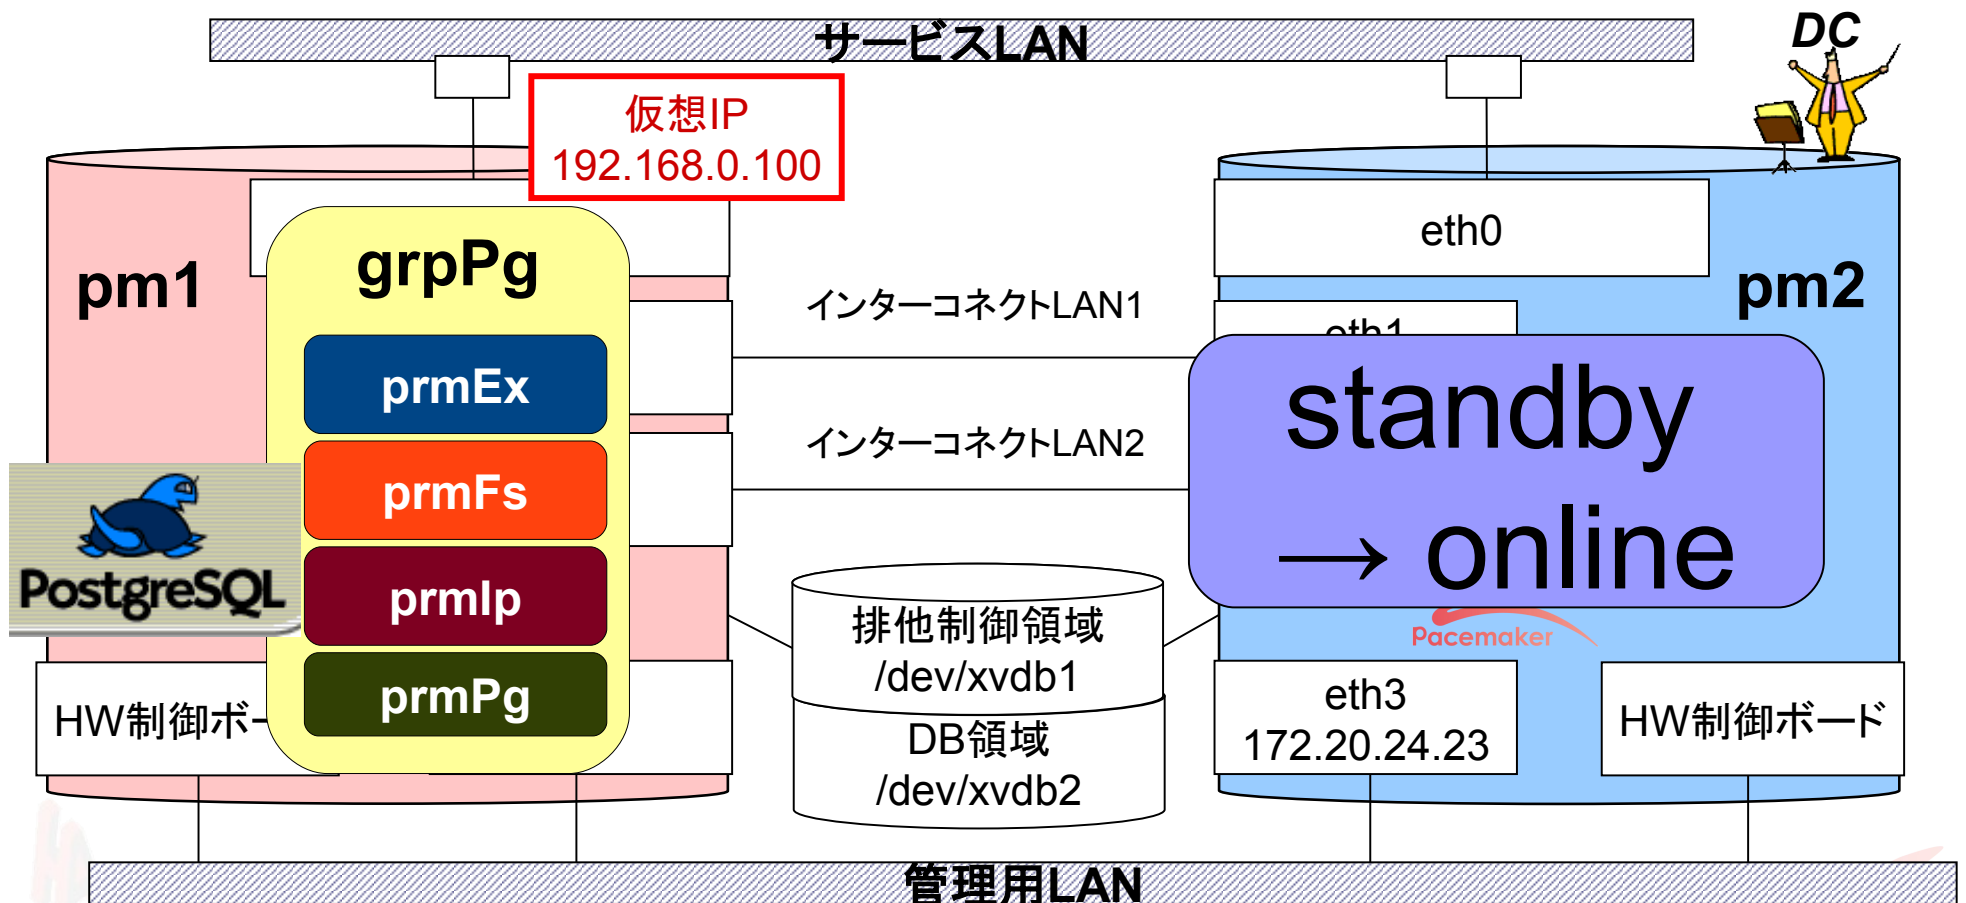 サービスLAN
DC
仮想IP
192.168.0.100
pm1
grpPg
prmEx
prmFs
prmIp
prmPg
PostgreSQL
HW制御ボー
インターコネクトLAN1
インターコネクトLAN2
排他制御領域
/dev/xvdb1
DB領域
/dev/xvdb2
eth0
pm2
eth1
standby
→ online
Pacemaker
eth3
172.20.24.23
HW制御ボード
管理用LAN